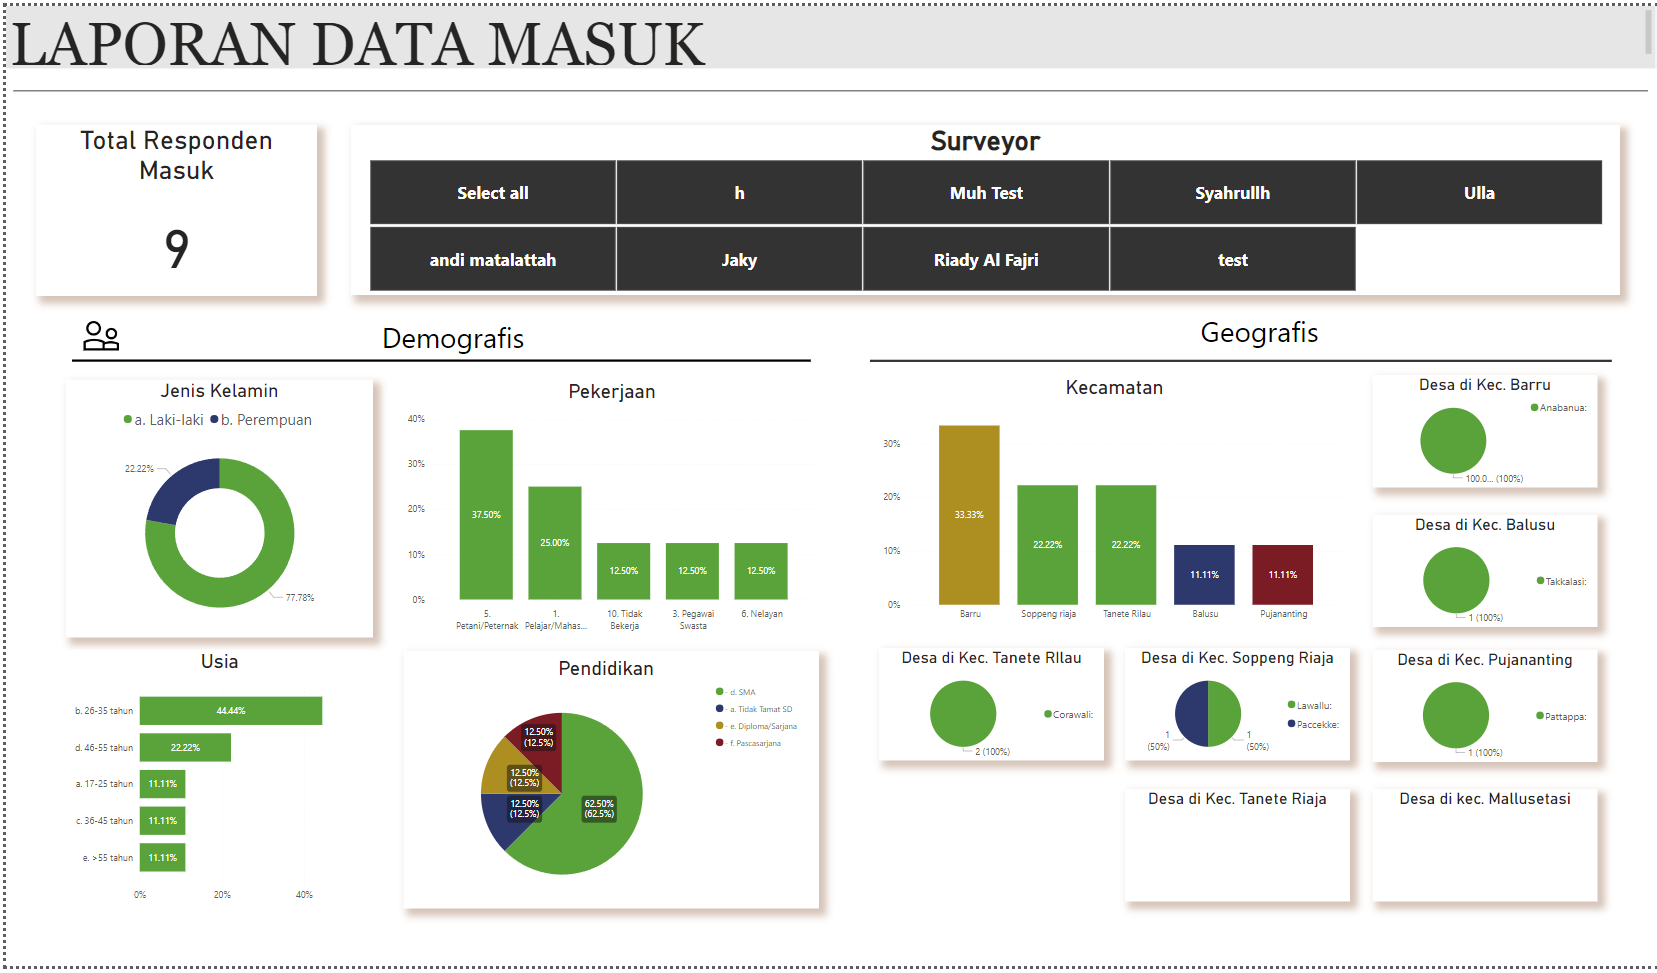 LAPORAN DATA MASUK
Total Responden
Masuk
9
Surveyor
Select all
h
Muh Test
Syahrullh
Ulla
andi matalattah
Jaky
Riady Al Fajri
test
Demografis
Jenis Kelamin
a. Laki-laki
b. Perempuan
22.22%
77.78%
Pekerjaan
40%
30%
20%
10%
0%
37.50%
25.00%
12.50%
12.50%
12.50%
5.
Petani/Peternak
1.
Pelajar/Mahas...
10. Tidak
Bekerja
3. Pegawai
Swasta
6. Nelayan
Usia
b. 26-35 tahun
44.44%
d. 46-55 tahun
22.22%
a. 17-25 tahun
11.11%
c. 36-45 tahun
11.11%
e. >55 tahun
11.11%
0%
20%
40%
Pendidikan
- d. SMA
- a. Tidak Tamat SD
- e. Diploma/Sarjana
- f. Pascasarjana
12.50%
(12.5%)
12.50%
(12.5%)
12.50%
(12.5%)
62.50%
(62.5%)
Geografis
Kecamatan
30%
20%
10%
0%
33.33%
22.22%
22.22%
11.11%
11.11%
Barru
Soppeng riaja
Tanete Rilau
Balusu
Pujananting
Desa di Kec. Barru
Anabanua:
100.0... (100%)
Desa di Kec. Balusu
Takkalasi:
1 (100%)
Desa di Kec. Tanete RIlau
Corawali:
2 (100%)
Desa di Kec. Soppeng Riaja
Lawallu:
Paccekke:
1
(50%)
1
(50%)
Desa di Kec. Pujananting
Pattappa:
1 (100%)
Desa di Kec. Tanete Riaja
Desa di kec. Mallusetasi